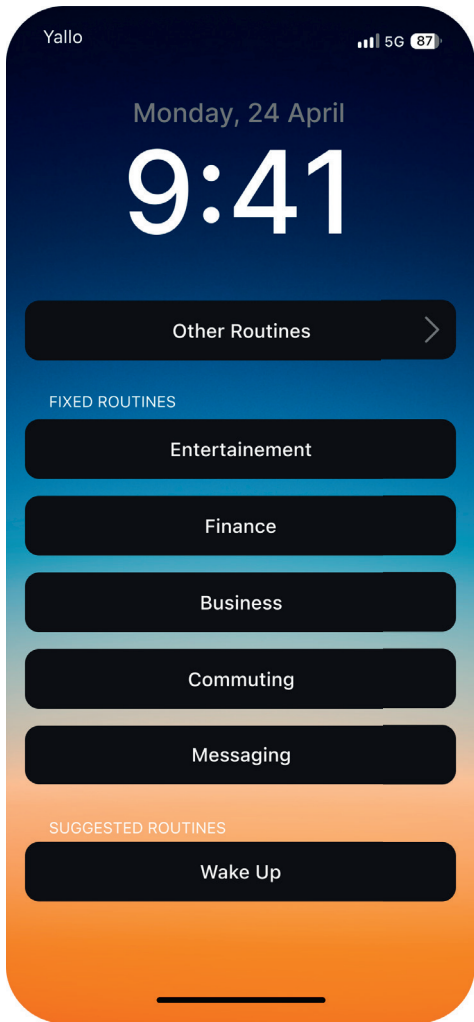 Yallo
5G 87
Monday, 24 April
9:41
Other Routines
FIXED ROUTINES
Entertainement
Finance
Business
Commuting
Messaging
SUGGESTED ROUTINES
Wake Up